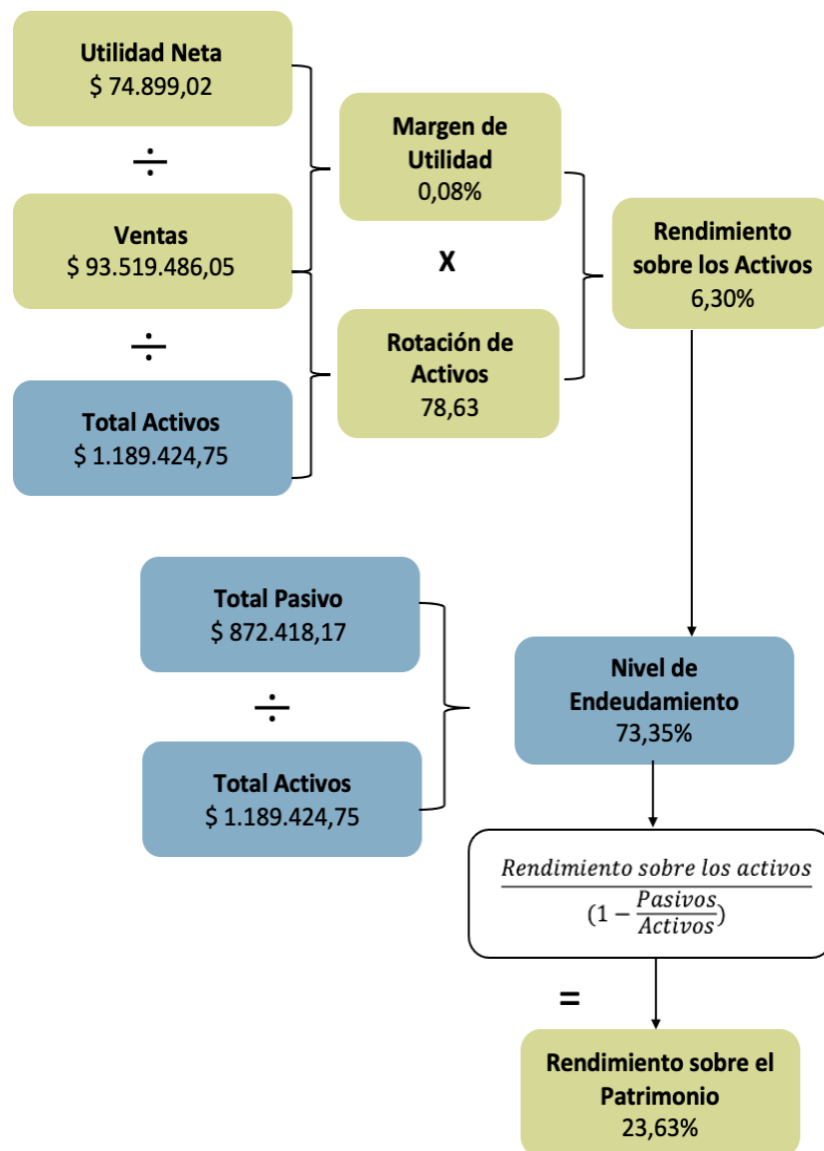 Utilidad Neta
$ 74.899,02
÷
Ventas
$ 93.519.486,05
÷
Total Activos
$ 1.189.424,75
Margen de
Utilidad
0,08%
X
Rotación de
Activos
78,63
Rendimiento
sobre los Activos
6,30%
Total Pasivo
$ 872.418,17
÷
Total Activos
$ 1.189.424,75
Nivel de
Endeudamiento
73,35%
Rendimiento sobre los activos
(1 − Pasivos
Activos)
=
Rendimiento sobre el
Patrimonio
23,63%